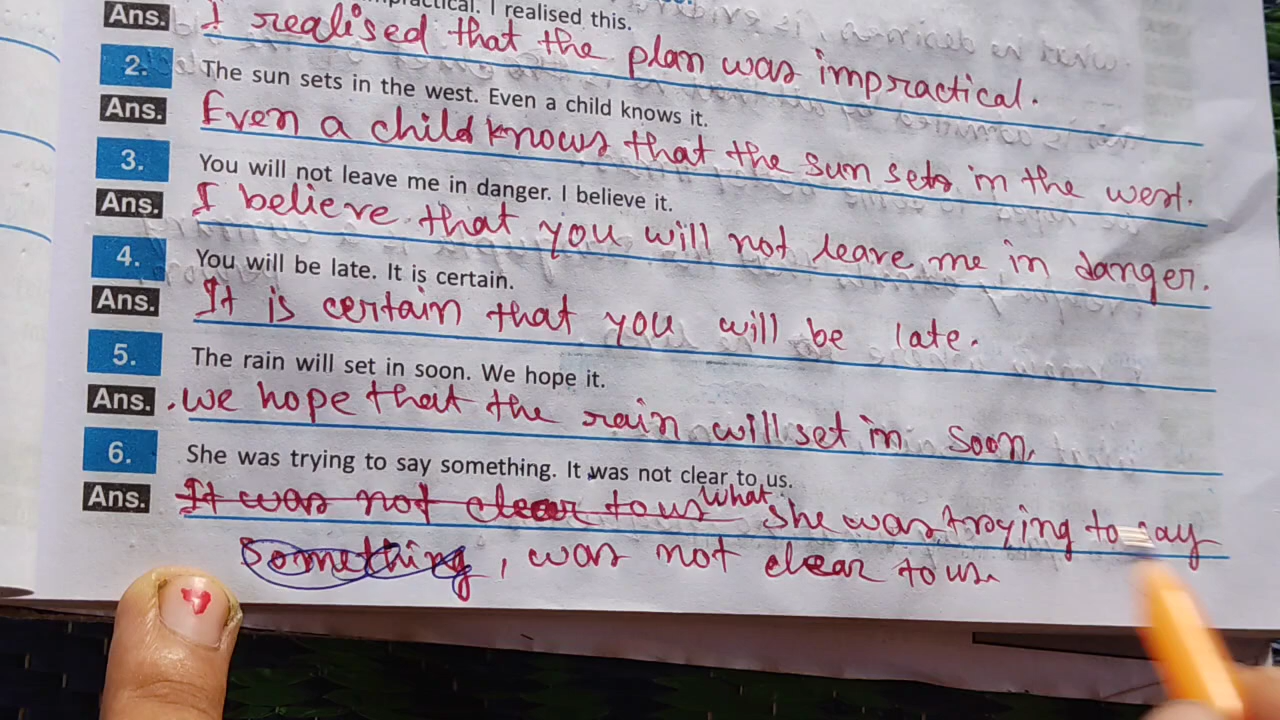 practical. I realised this.
Ans. I realised that the plan was impractical.
2. The sun sets in the west. Even a child knows it.
Ans. Even a child knows that the sun sets in the west.
3. You will not leave me in danger. I believe it.
Ans. I believe that you will not leave me in danger.
4. You will be late. It is certain.
Ans. It is certain that you will be late.
5. The rain will set in soon. We hope it.
Ans. We hope that the rain will set in soon.
6. She was trying to say something. It was not clear to us.
Ans. It was not clear to us What she was trying to say
something, was not clear to us.